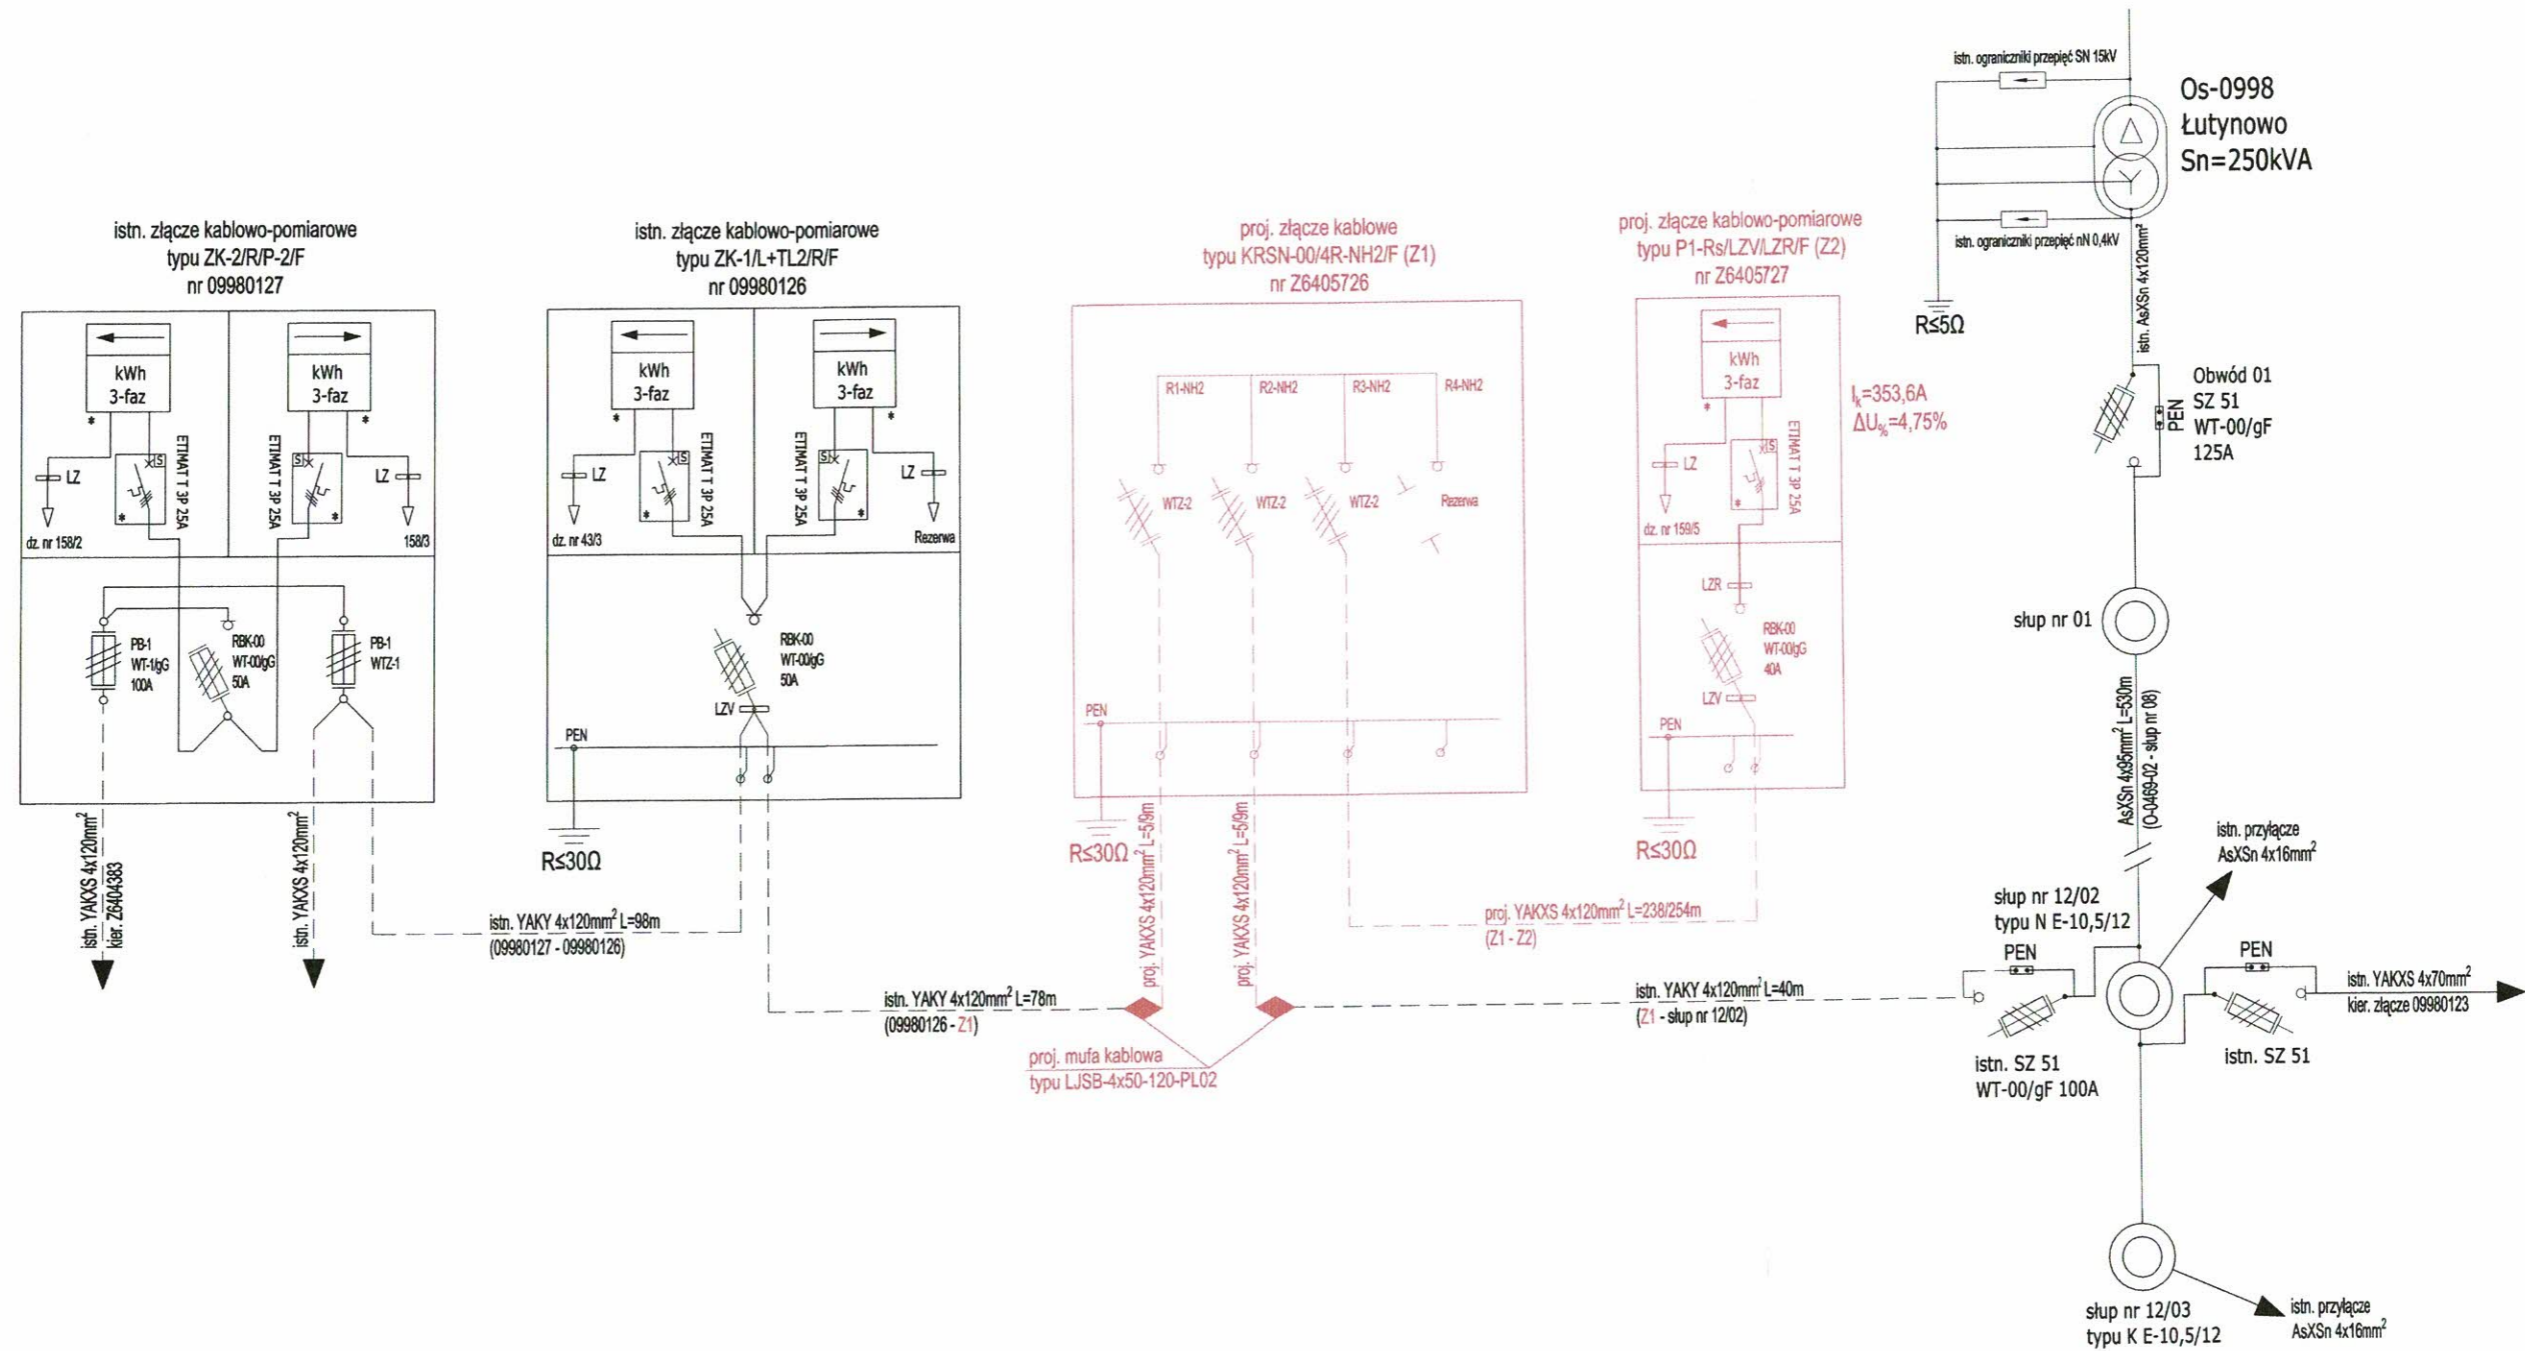 istn. złącze kablowo-pomiarowe
typu ZK-2/R/P-2/F
nr 09980127
kWh
3-faz
*
LZ
dz. nr 158/2
ETIMAT T 3P 25A
S
*
kWh
3-faz
*
LZ
158/3
ETIMAT T 3P 25A
S
*
PB-1
WT-1/gG
100A
RBK-00
WT-00/gG
50A
PB-1
WTZ-1
istn. YAKXS 4x120mm²
kier. Z6404383
istn. YAKXS 4x120mm²
istn. YAKY 4x120mm² L=98m
(09980127 - 09980126)
istn. złącze kablowo-pomiarowe
typu ZK-1/L+TL2/R/F
nr 09980126
kWh
3-faz
*
LZ
dz. nr 43/3
ETIMAT T 3P 25A
S
*
kWh
3-faz
*
LZ
Rezerwa
ETIMAT T 3P 25A
S
*
RBK-00
WT-00/gG
50A
LZV
PEN
R≤30Ω
istn. YAKY 4x120mm² L=78m
(09980126 - Z1)
proj. złącze kablowe
typu KRSN-00/4R-NH2/F (Z1)
nr Z6405726
R1-NH2
R2-NH2
R3-NH2
R4-NH2
WTZ-2
WTZ-2
WTZ-2
Rezerwa
PEN
R≤30Ω
proj. YAKXS 4x120mm² L=5/9m
proj. YAKXS 4x120mm² L=5/9m
proj. mufa kablowa
typu LJSB-4x50-120-PL02
proj. YAKXS 4x120mm² L=238/254m
(Z1 - Z2)
proj. złącze kablowo-pomiarowe
typu P1-Rs/LZV/LZR/F (Z2)
nr Z6405727
kWh
3-faz
*
LZ
dz. nr 159/5
ETIMAT T 3P 25A
S
*
LZR
RBK-00
WT-00/gG
40A
LZV
PEN
R≤30Ω
Iₖ=353,6A
ΔU%=4,75%
istn. YAKY 4x120mm² L=40m
(Z1 - słup nr 12/02)
istn. ograniczniki przepięć SN 15kV
Os-0998
Łutynowo
Sn=250kVA
istn. ograniczniki przepięć nN 0,4kV
R≤5Ω
istn. AsXSn 4x120mm²
PEN
Obwód 01
SZ 51
WT-00/gF
125A
słup nr 01
AsXSn 4x95mm² L=530m
(O-0469-02 - słup nr 08)
istn. przyłącze
AsXSn 4x16mm²
słup nr 12/02
typu N E-10,5/12
PEN
PEN
istn. SZ 51
WT-00/gF 100A
istn. SZ 51
istn. YAKXS 4x70mm²
kier. złącze 09980123
słup nr 12/03
typu K E-10,5/12
istn. przyłącze
AsXSn 4x16mm²